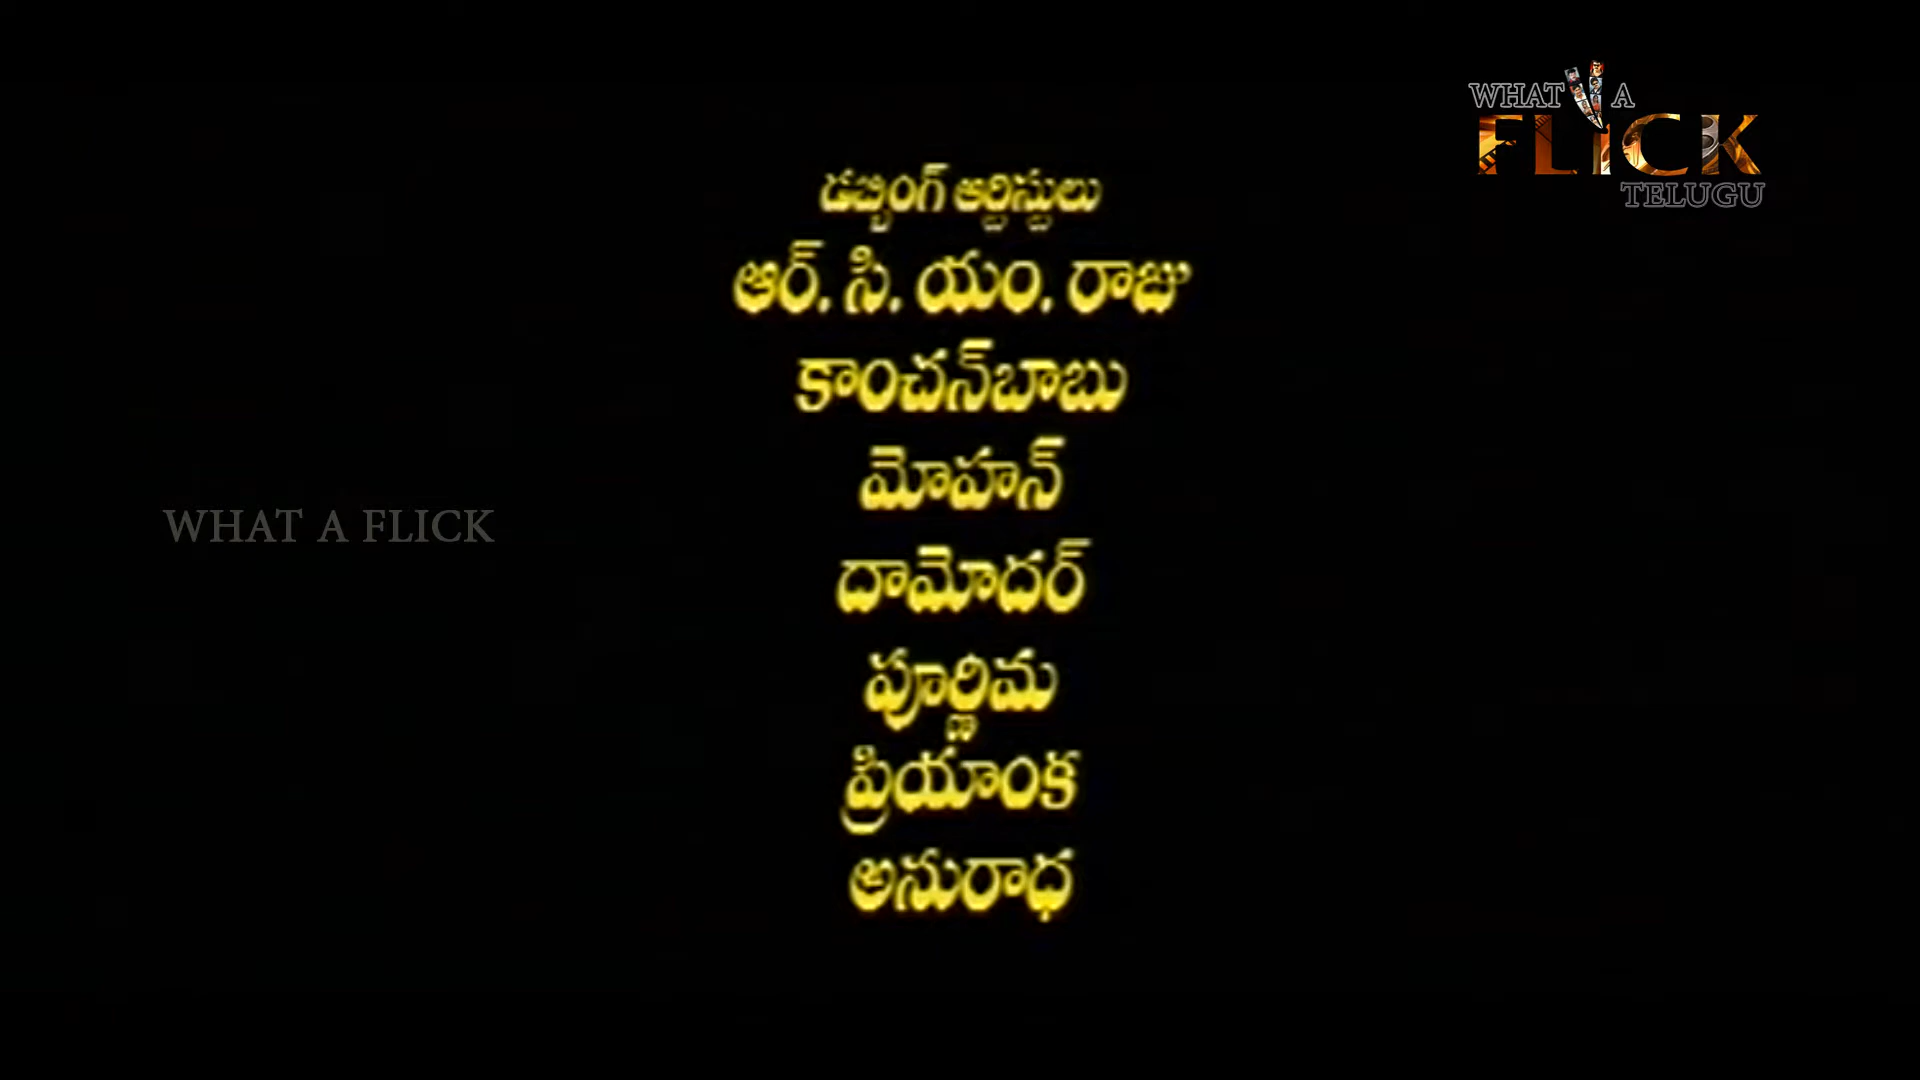 WHAT A
FLICK
TELUGU
డబ్బింగ్ ఆర్టిస్టులు
ఆర్. సి. యం. రాజు
కాంచన్‌బాబు
మోహన్
దామోదర్
పూర్ణిమ
ప్రియాంక
అనురాధ
WHAT A FLICK